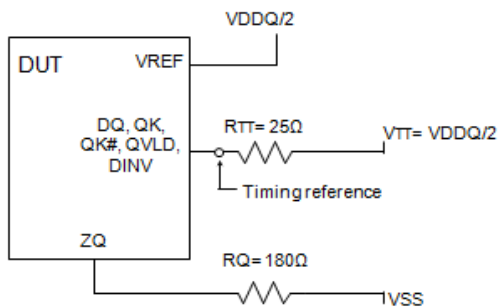 VDDQ/2
DUT
VREF
DQ, QK,
QK#, QVLD,
DINV
RTT= 25Ω
VTT= VDDQ/2
Timing reference
ZQ
RQ= 180Ω
VSS